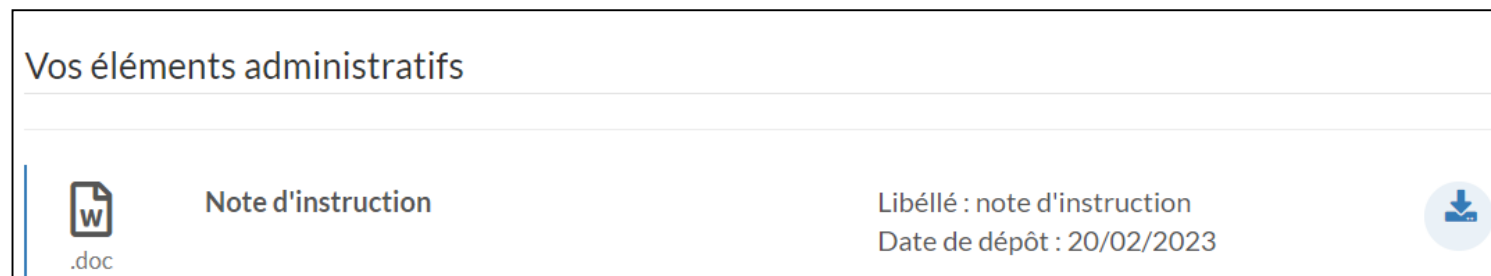 Vos éléments administratifs
W
Note d'instruction
Libéllé : note d'instruction
Date de dépôt : 20/02/2023
.doc